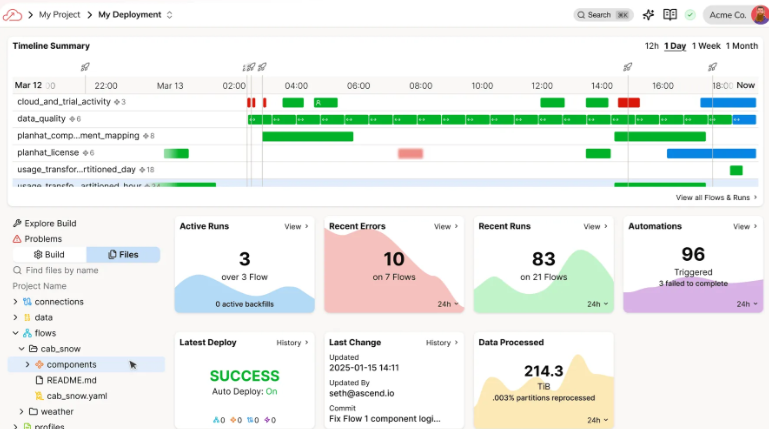 My Project > My Deployment
Search ⌘K
Acme Co.
Timeline Summary
12h 1 Day 1 Week 1 Month
Mar 12 22:00 Mar 13 02:00 04:00 06:00 08:00 10:00 12:00 14:00 16:00 18:00 Now
cloud_and_trial_activity 3
A
data_quality 6
planhat_comp...ment_mapping 8
planhat_license 6
usage_transfor...rtitioned_day 18
usage_transfo...artitioned_hour 24
View all Flows & Runs >
Explore Build
Problems
Build Files
Find files by name
Project Name
connections
data
flows
cab_snow
components
README.md
cab_snow.yaml
weather
profiles
Active Runs View >
3
over 3 Flow
0 active backfills
Recent Errors View >
10
on 7 Flows
24h
Recent Runs View >
83
on 21 Flows
24h
Automations View >
96
Triggered
3 failed to complete
24h
Latest Deploy History >
SUCCESS
Auto Deploy: On
0 0 0 0
Last Change History >
Updated
2025-01-15 14:11
Updated By
seth@ascend.io
Commit
Fix Flow 1 component logi...
Data Processed
214.3
TiB
.003% partitions reprocessed
24h